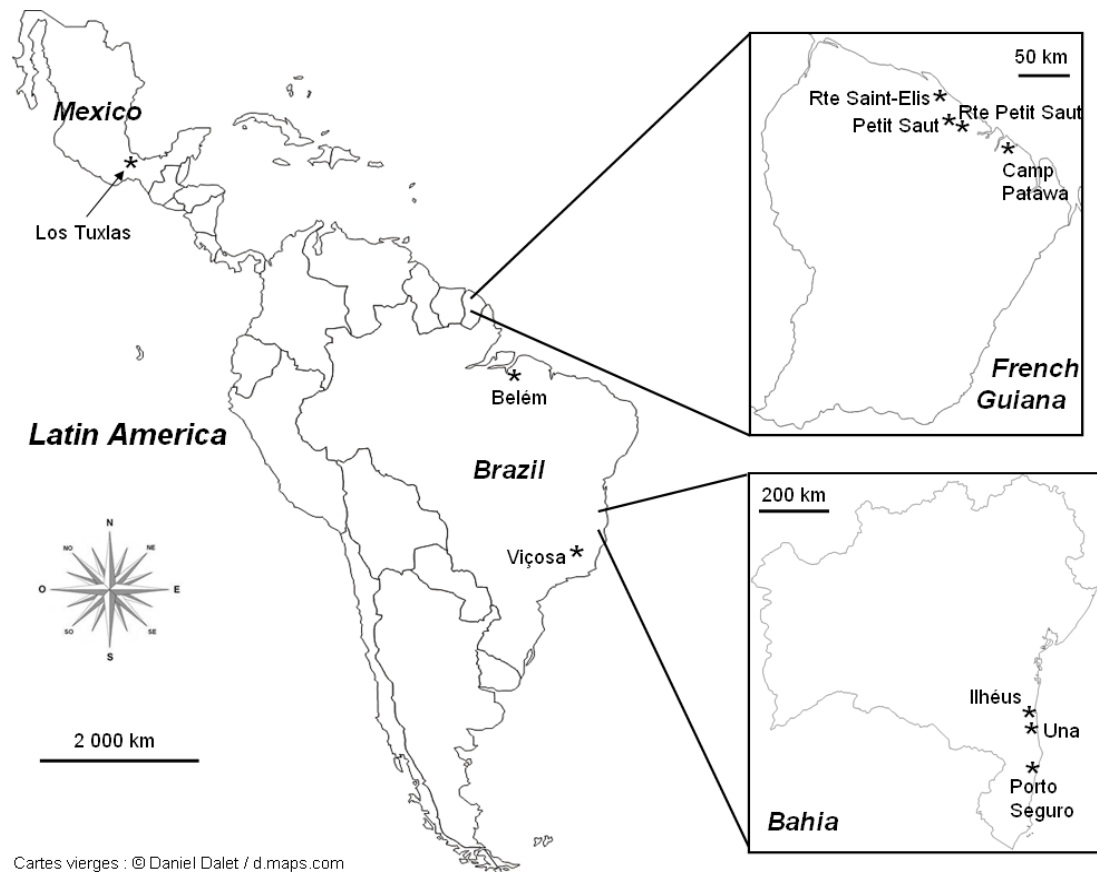 Mexico
Los Tuxlas
Latin America
Belém
Brazil
Viçosa
N
NO
NE
O
E
SO
SE
S
2 000 km
50 km
Rte Saint-Elis
Rte Petit Saut
Petit Saut
Camp
Patawa
French
Guiana
200 km
Ilhéus
Una
Porto
Seguro
Bahia
Cartes vierges : © Daniel Dalet / d.maps.com